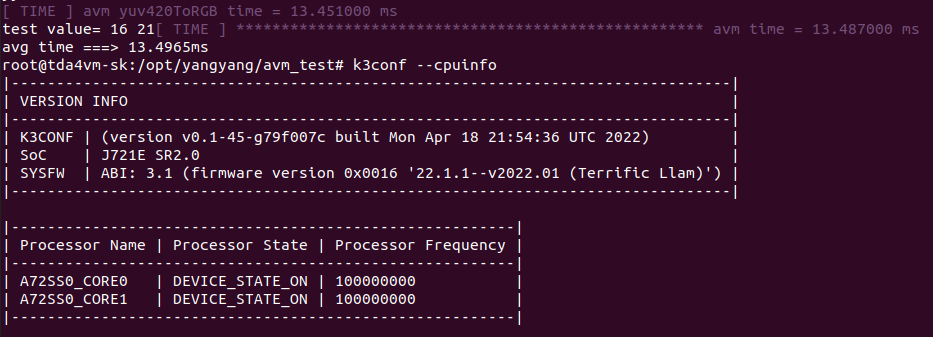 [ TIME ] avm yuv420ToRGB time = 13.451000 ms
test value= 16 21[ TIME ] **************************************************** avm time = 13.487000 ms
avg time ===> 13.4965ms
root@tda4vm-sk:/opt/yangyang/avm_test# k3conf --cpuinfo
|--------------------------------------------------------------------------------|
| VERSION INFO                                                                   |
|--------------------------------------------------------------------------------|
| K3CONF | (version v0.1-45-g79f007c built Mon Apr 18 21:54:36 UTC 2022)         |
| SoC    | J721E SR2.0                                                           |
| SYSFW  | ABI: 3.1 (firmware version 0x0016 '22.1.1--v2022.01 (Terrific Llam)') |
|--------------------------------------------------------------------------------|
|--------------------------------------------------------|
| Processor Name | Processor State | Processor Frequency |
|--------------------------------------------------------|
| A72SS0_CORE0   | DEVICE_STATE_ON | 100000000           |
| A72SS0_CORE1   | DEVICE_STATE_ON | 100000000           |
|--------------------------------------------------------|